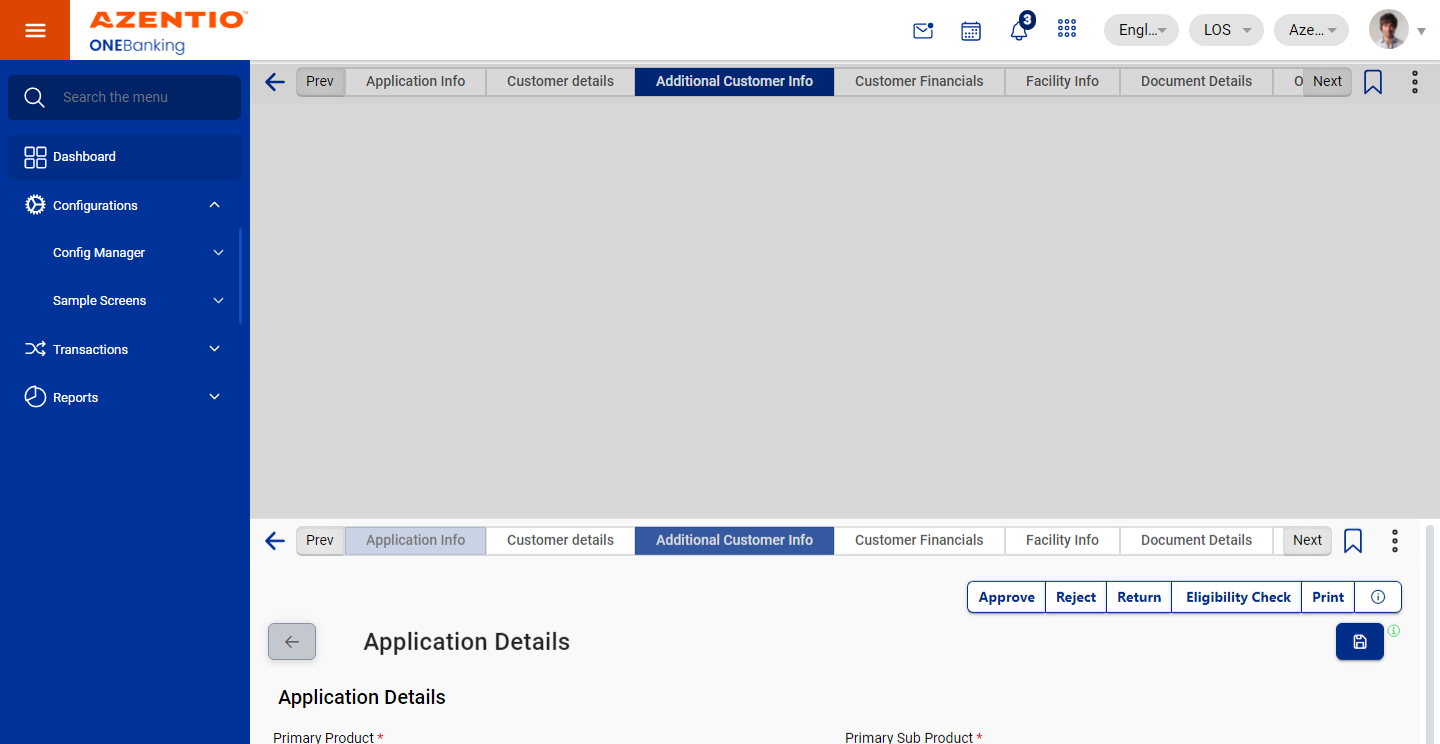 AZENTIO™
ONEBanking
3
Engl...
LOS
Aze...
Search the menu
Dashboard
Configurations
Config Manager
Sample Screens
Transactions
Reports
Prev Application Info Customer details Additional Customer Info Customer Financials Facility Info Document Details O Next
Prev Application Info Customer details Additional Customer Info Customer Financials Facility Info Document Details Next
Approve Reject Return Eligibility Check Print
Application Details
Application Details
Primary Product * Primary Sub Product *